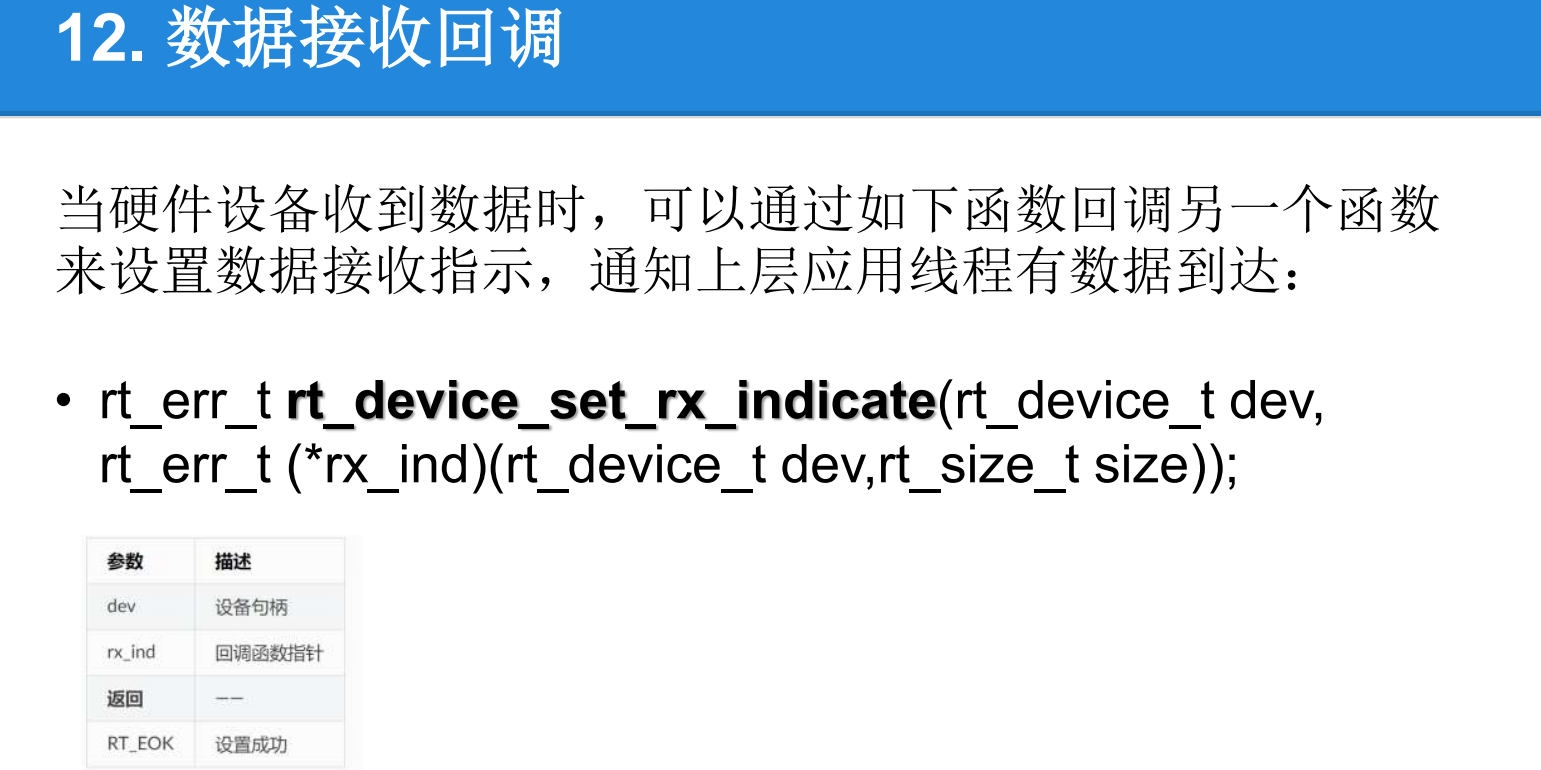 12. 数据接收回调
当硬件设备收到数据时，可以通过如下函数回调另一个函数
来设置数据接收指示，通知上层应用线程有数据到达：
• rt_err_t rt_device_set_rx_indicate(rt_device_t dev,
rt_err_t (*rx_ind)(rt_device_t dev,rt_size_t size));
参数 描述
dev 设备句柄
rx_ind 回调函数指针
返回 ——
RT_EOK 设置成功